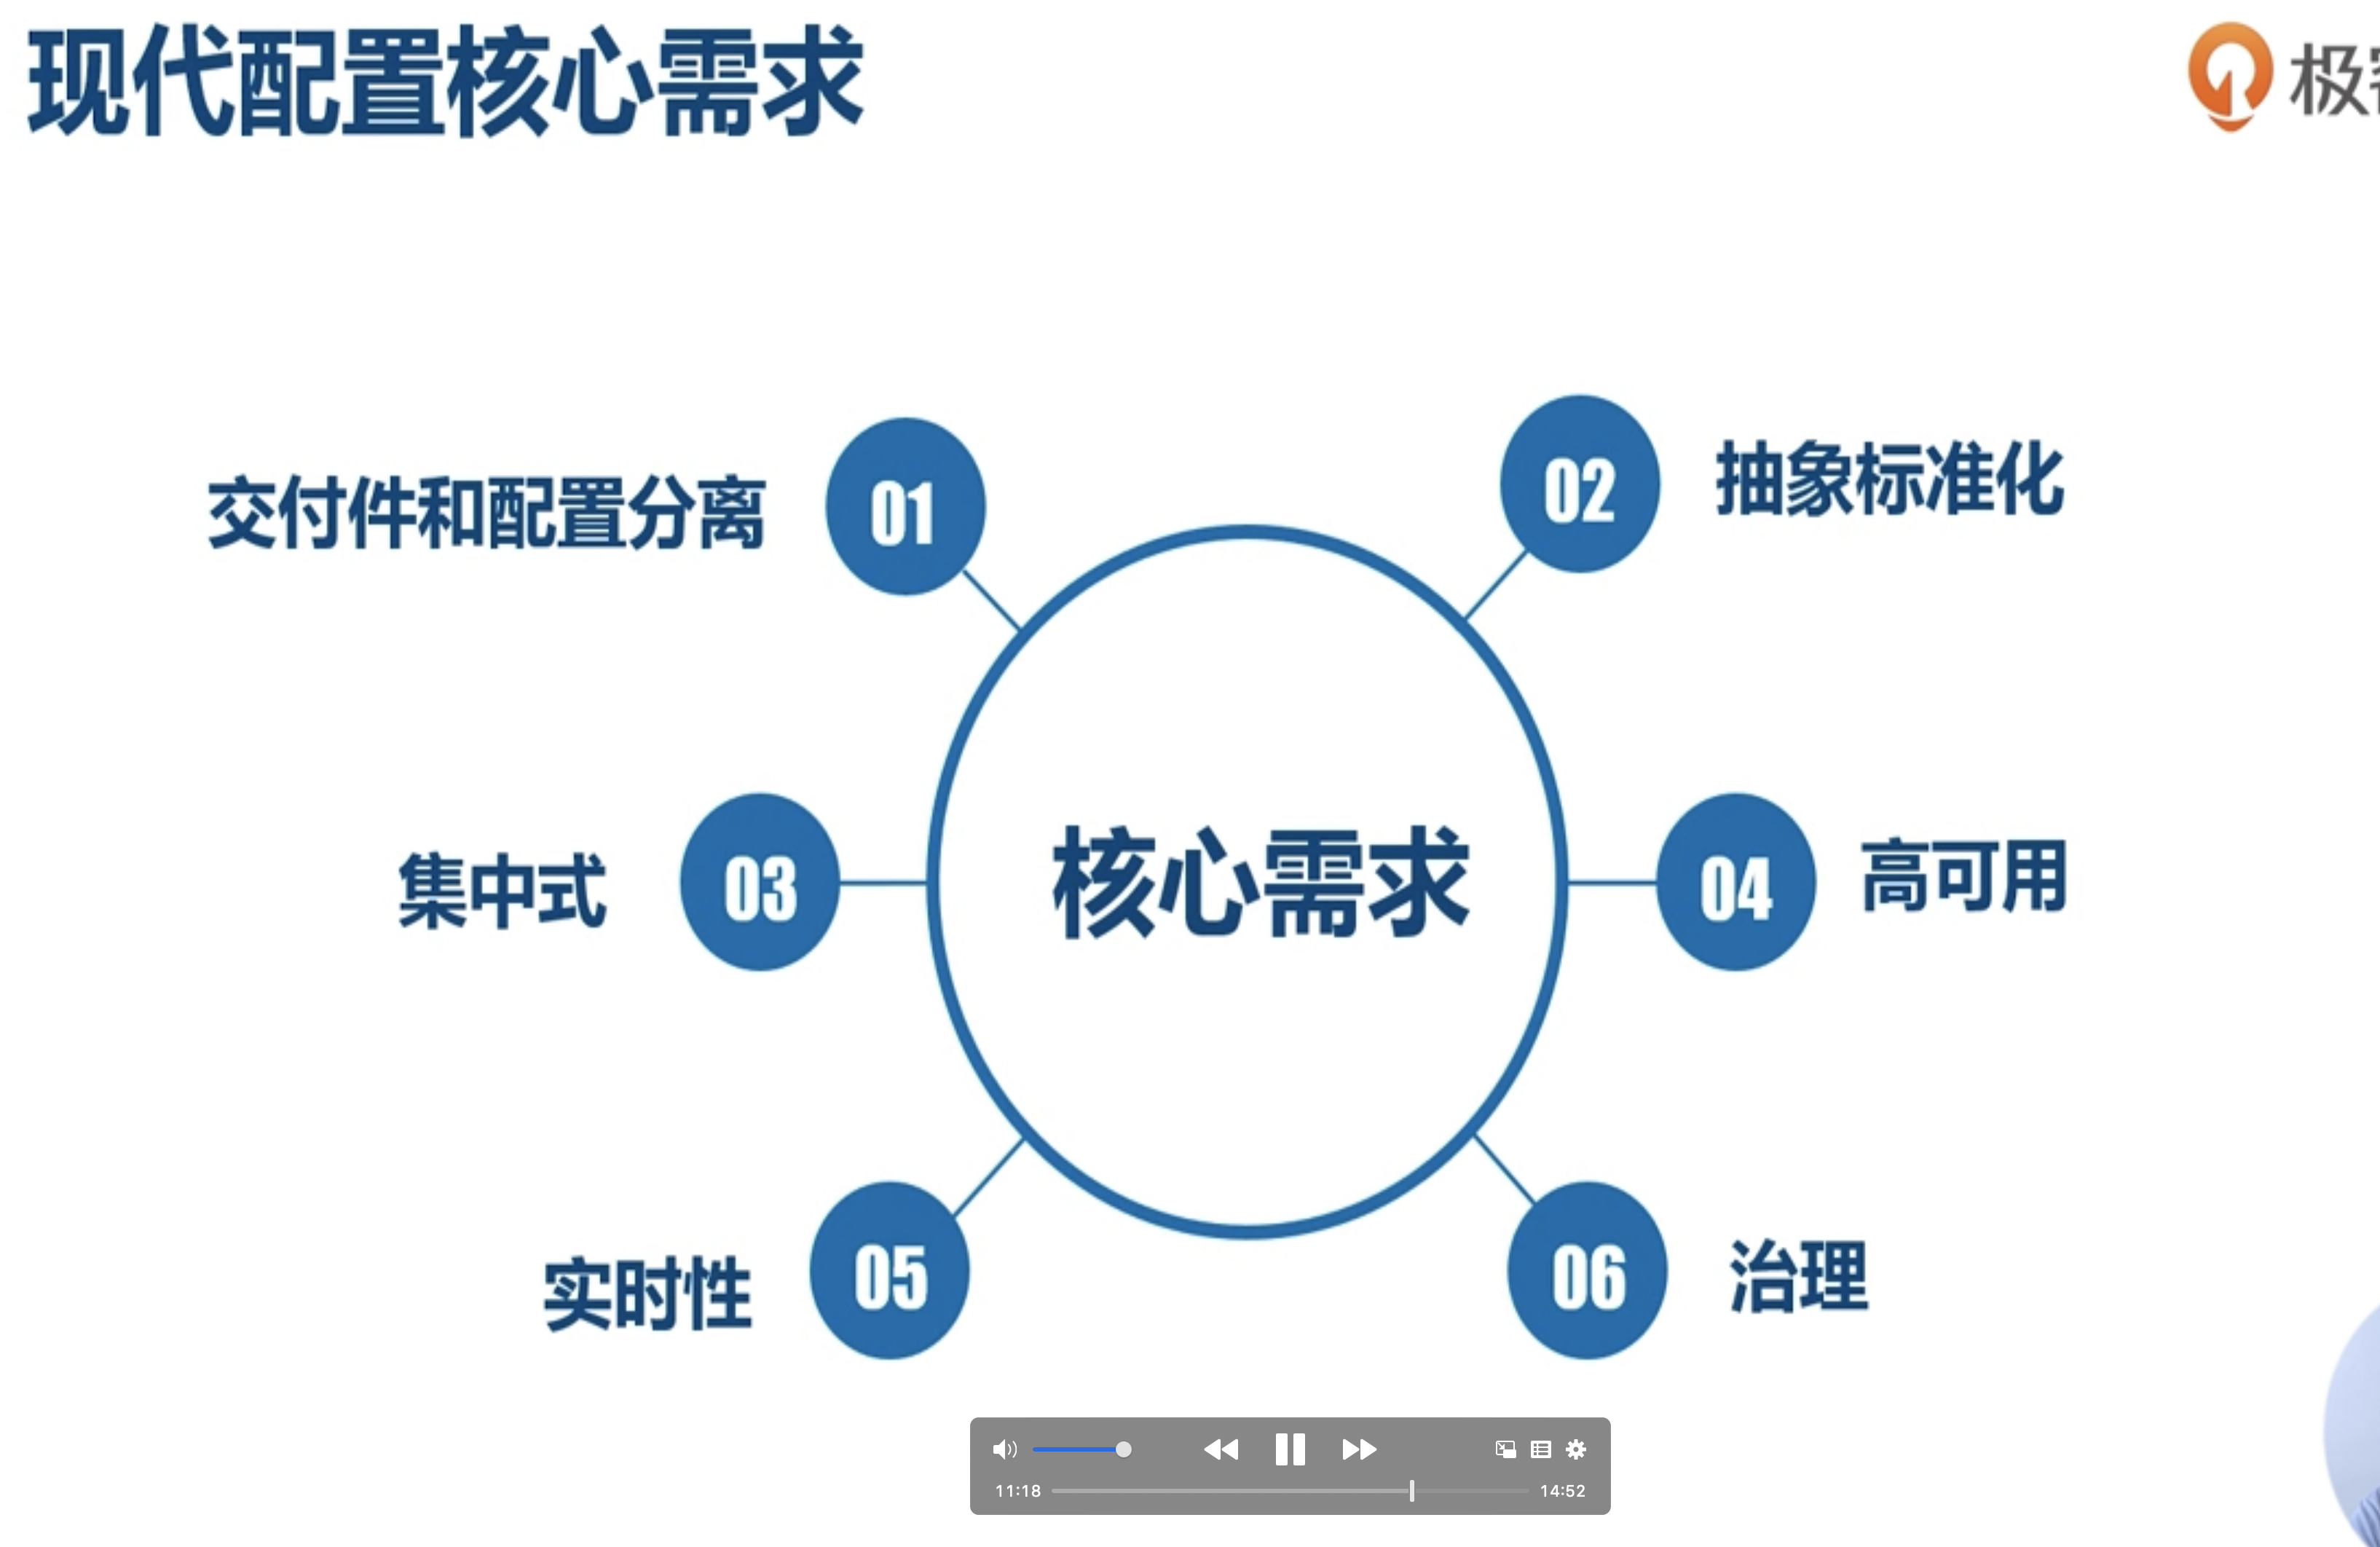 现代配置核心需求
极
交付件和配置分离
01
02
抽象标准化
集中式
03
核心需求
04
高可用
实时性
05
06
治理
11:18
14:52